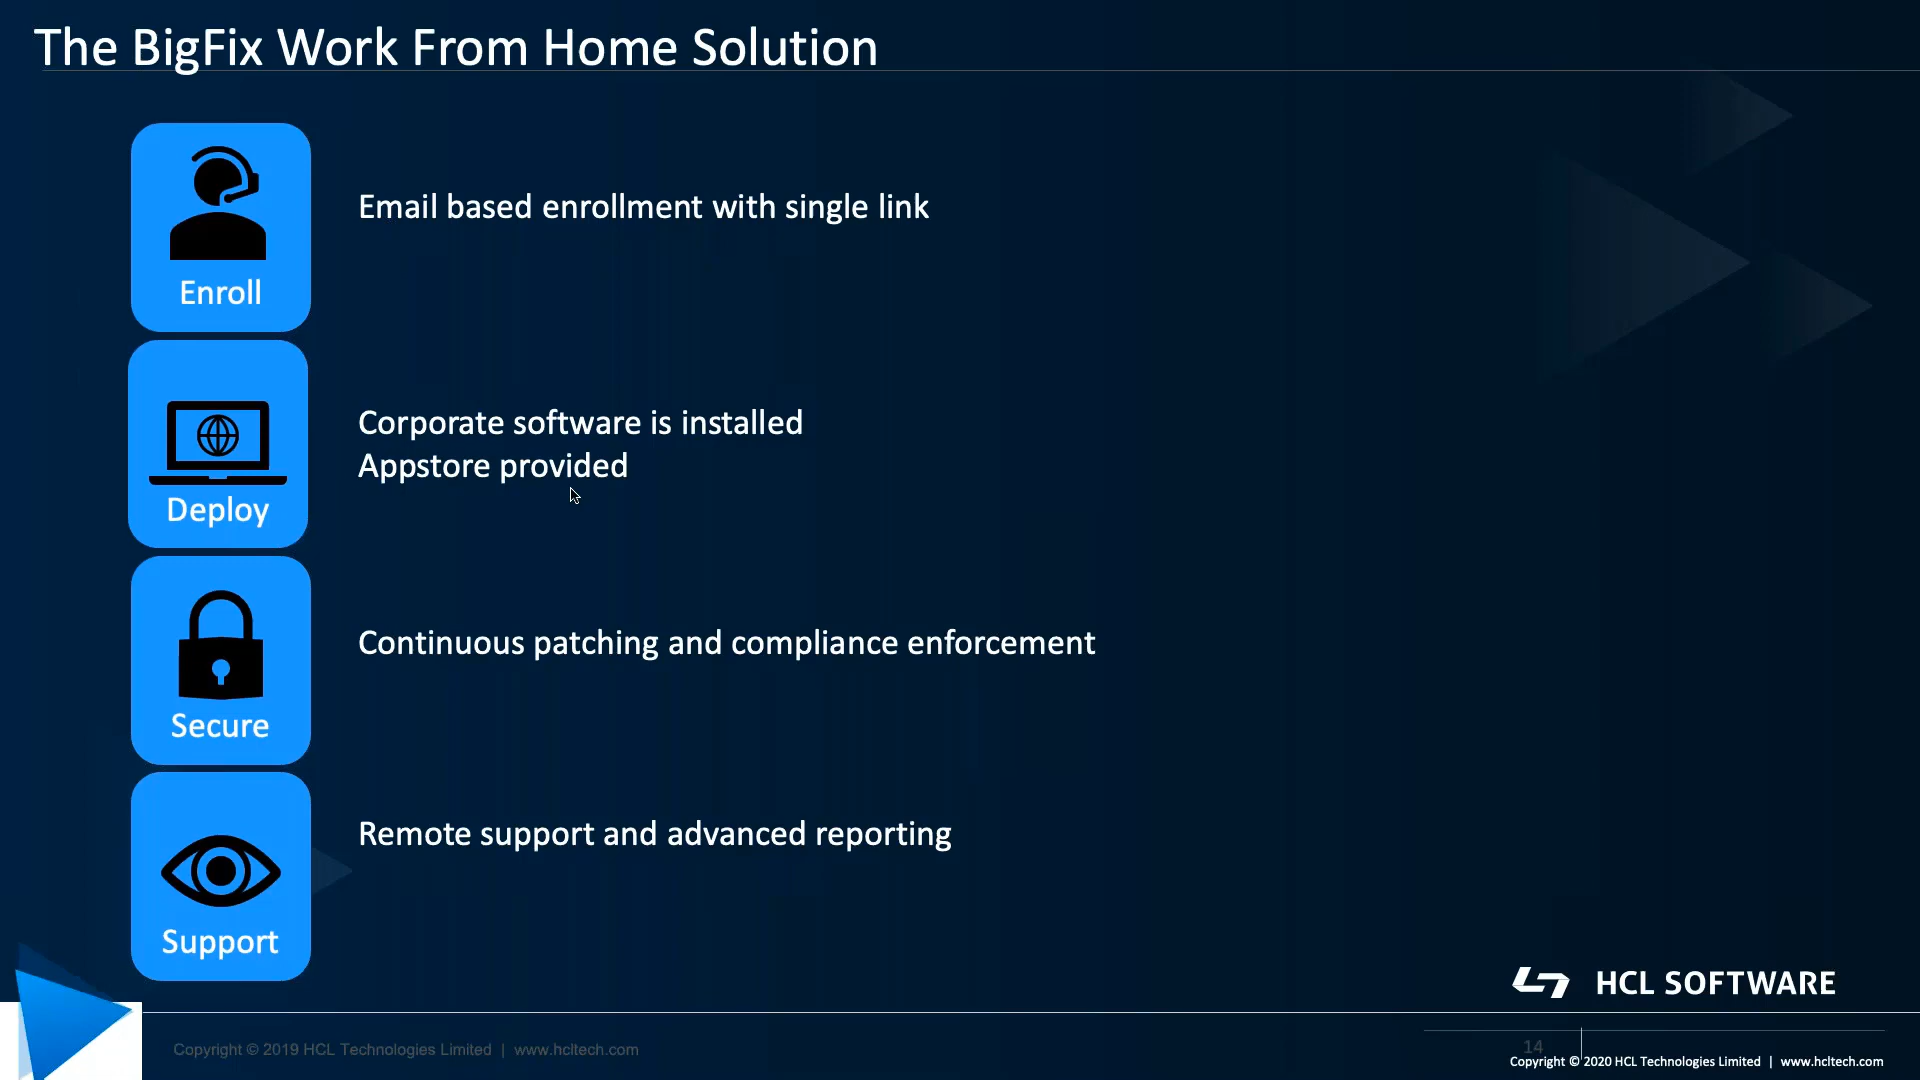 The BigFix Work From Home Solution
Enroll
Email based enrollment with single link
Deploy
Corporate software is installed
Appstore provided
Secure
Continuous patching and compliance enforcement
Support
Remote support and advanced reporting
HCL SOFTWARE
Copyright © 2019 HCL Technologies Limited | www.hcltech.com
14
Copyright © 2020 HCL Technologies Limited | www.hcltech.com